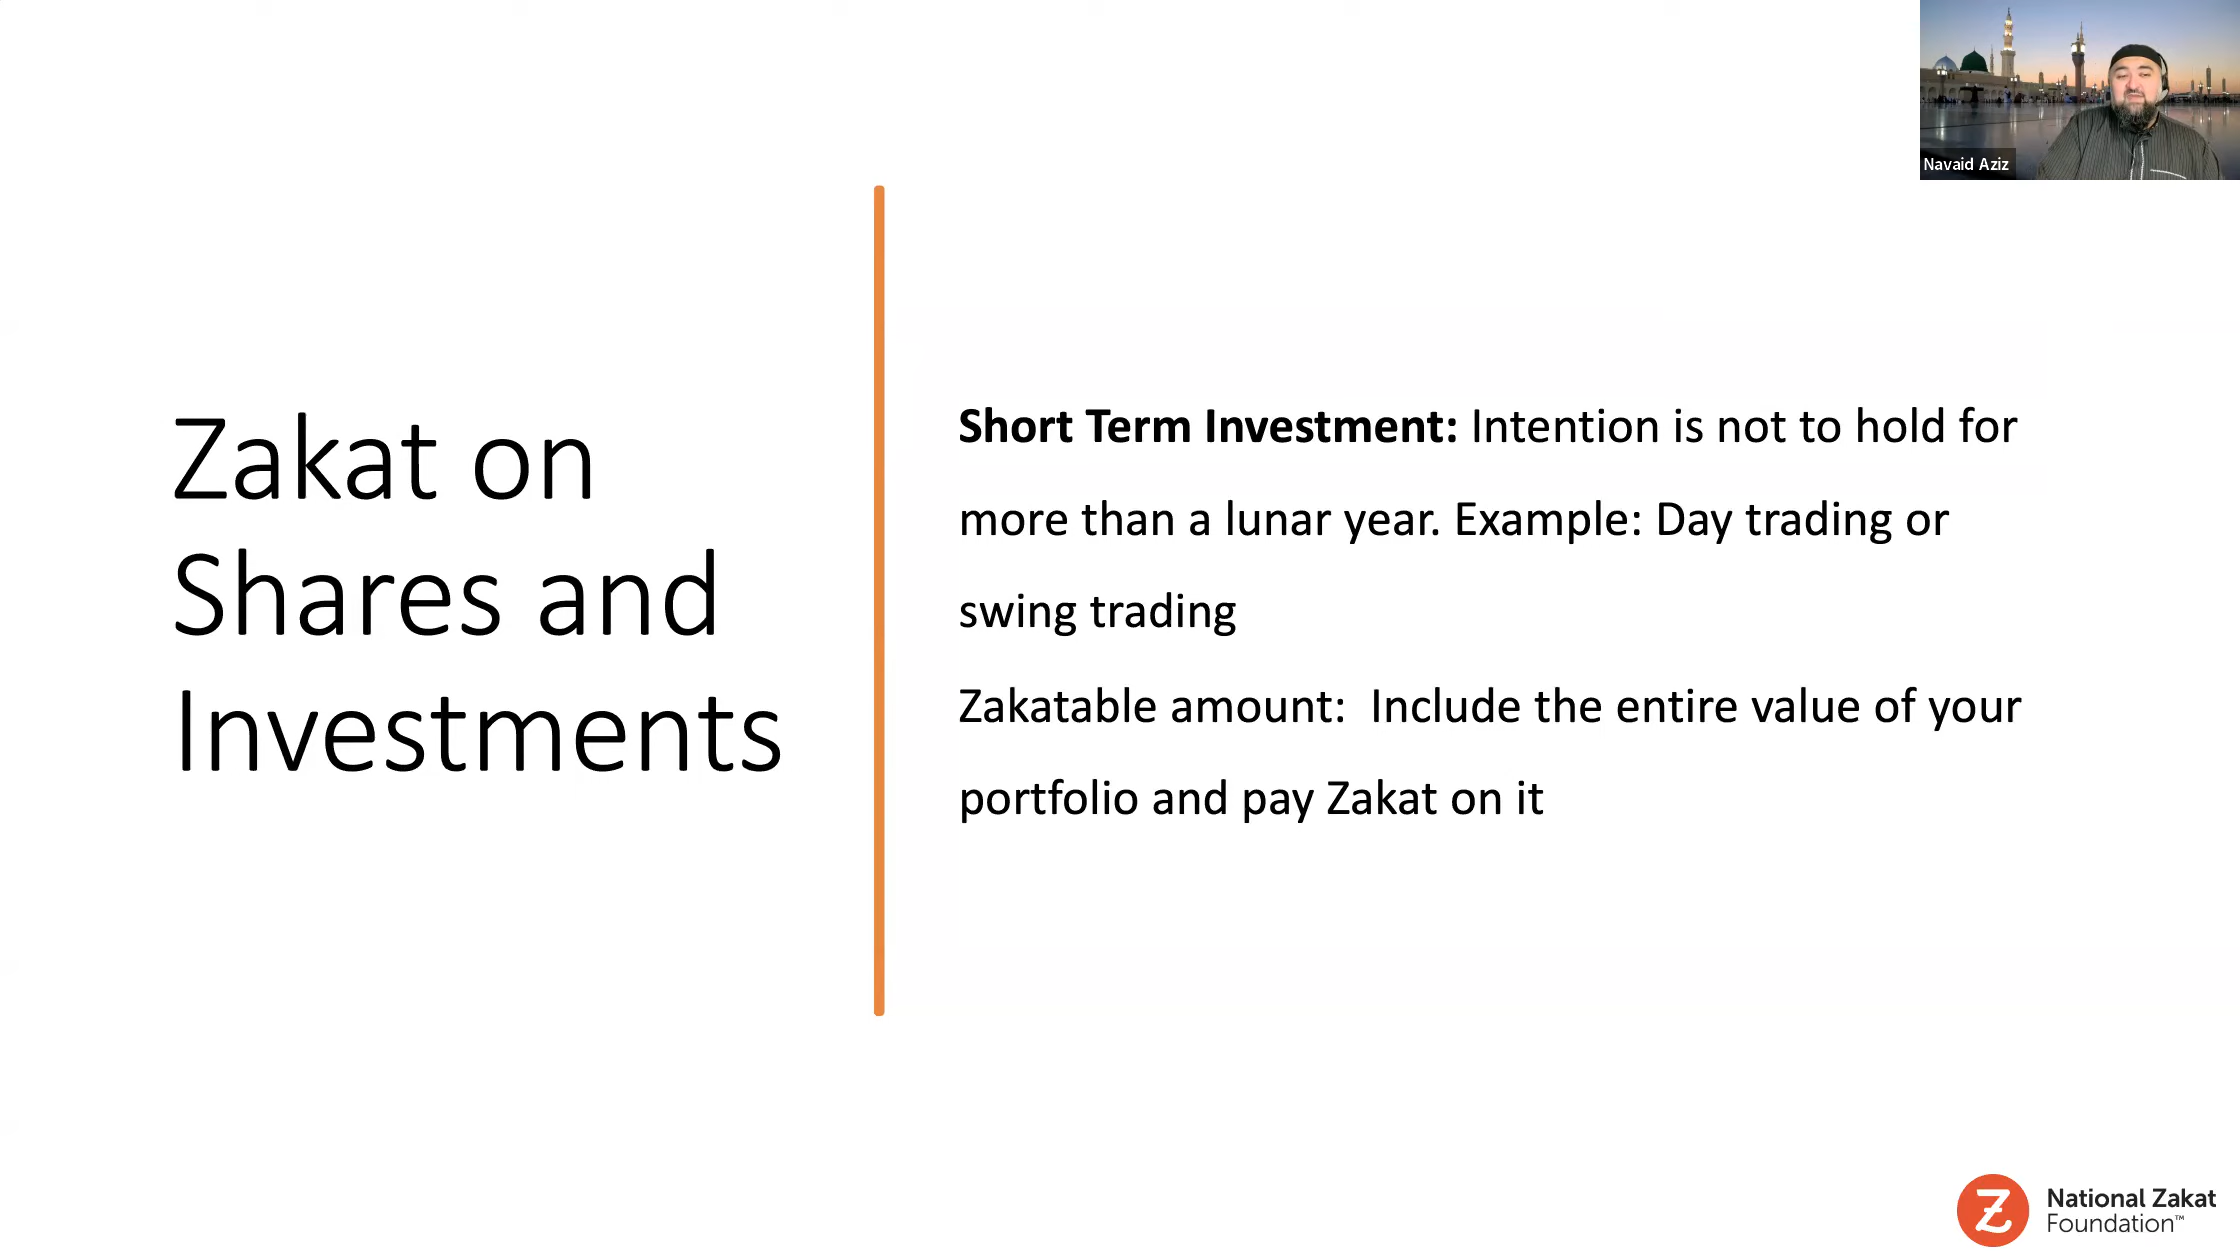 Navaid Aziz
Zakat on
Shares and
Investments
Short Term Investment: Intention is not to hold for
more than a lunar year. Example: Day trading or
swing trading
Zakatable amount:  Include the entire value of your
portfolio and pay Zakat on it
National Zakat
Foundation™